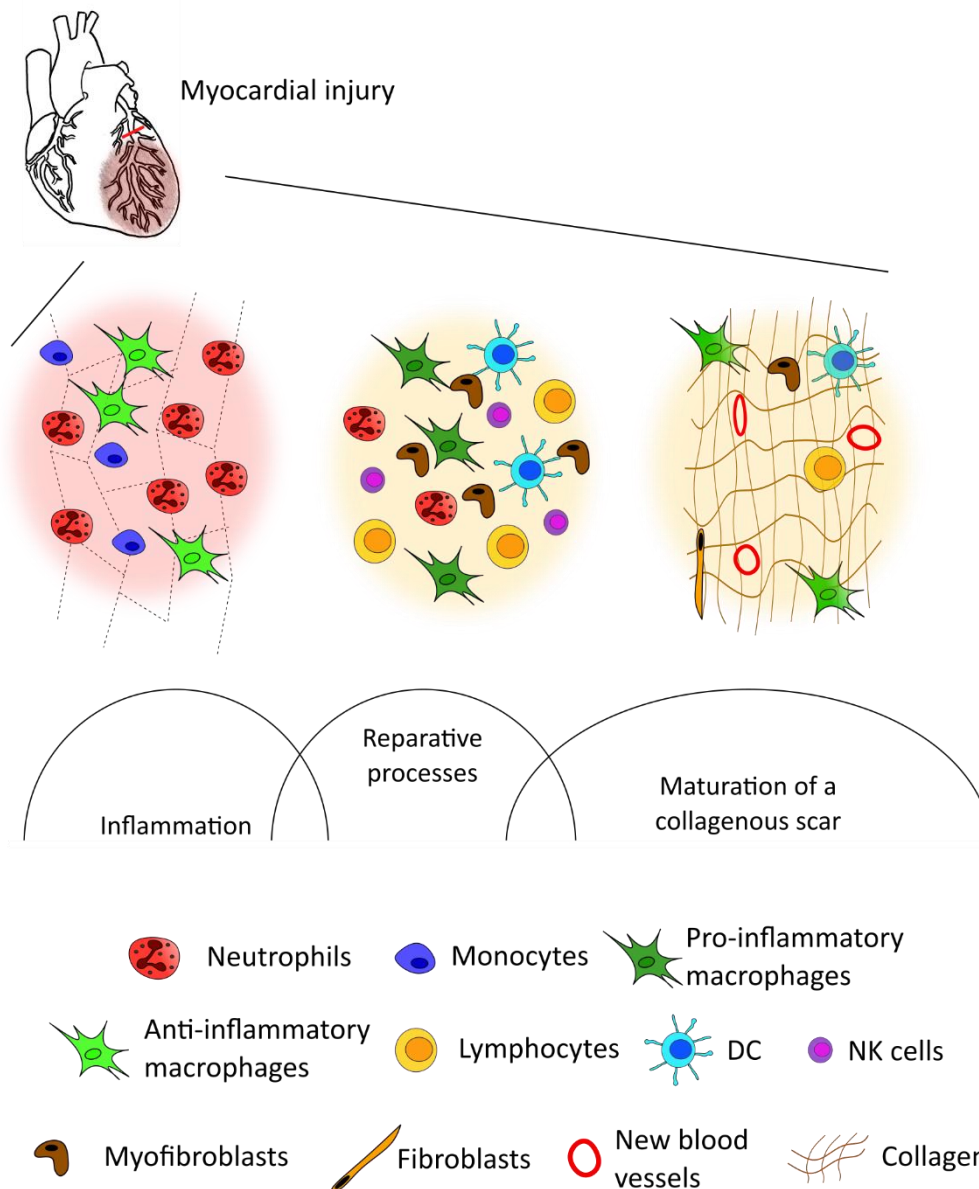 Myocardial injury
Inflammation
Reparative
processes
Maturation of a
collagenous scar
Neutrophils
Monocytes
Pro-inflammatory
macrophages
Anti-inflammatory
macrophages
Lymphocytes
DC
NK cells
Myofibroblasts
Fibroblasts
New blood
vessels
Collagen